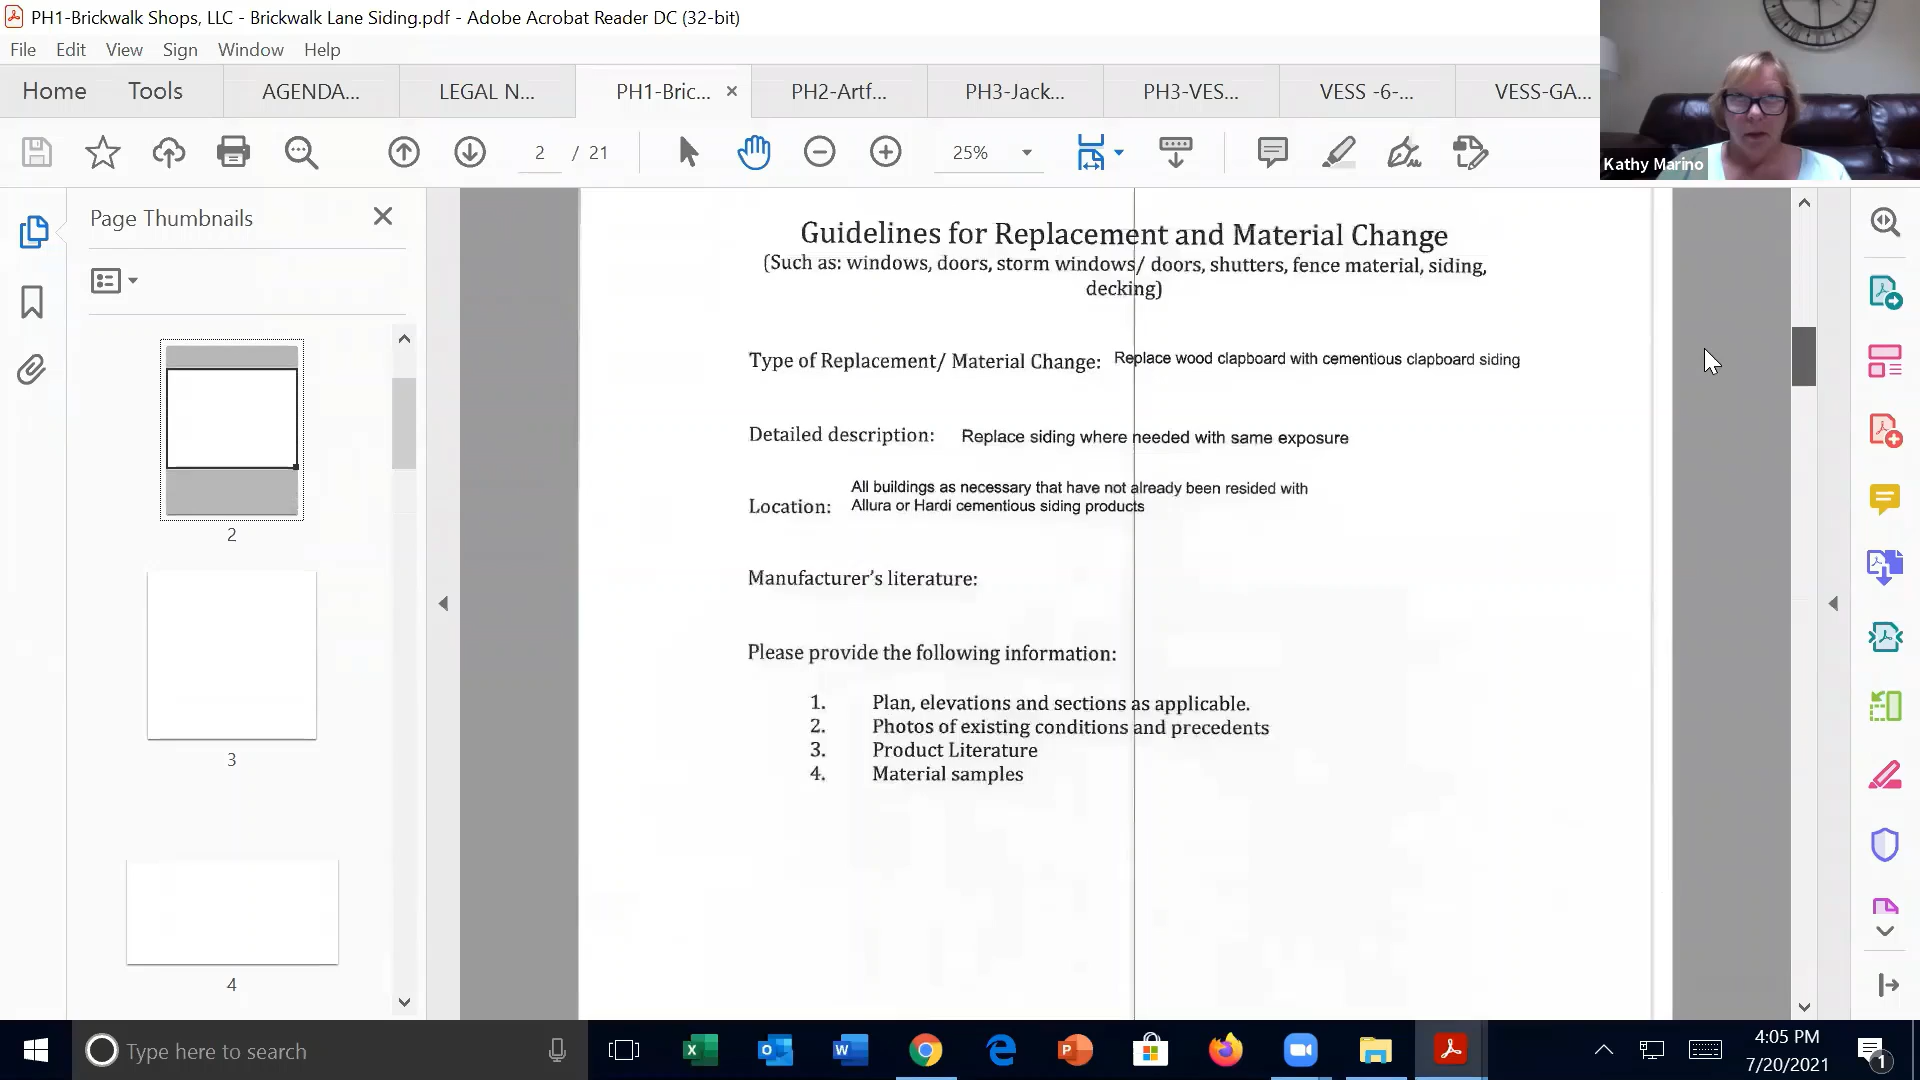 PH1-Brickwalk Shops, LLC - Brickwalk Lane Siding.pdf - Adobe Acrobat Reader DC (32-bit)
File Edit View Sign Window Help
Home Tools AGENDA... LEGAL N... PH1-Bric... × PH2-Artf... PH3-Jack... PH3-VES... VESS -6-... VESS-GA...
2 / 21 25%
Kathy Marino
Page Thumbnails
2
3
4
Guidelines for Replacement and Material Change
(Such as: windows, doors, storm windows/ doors, shutters, fence material, siding,
decking)
Type of Replacement/ Material Change: Replace wood clapboard with cementious clapboard siding
Detailed description: Replace siding where needed with same exposure
All buildings as necessary that have not already been resided with
Location: Allura or Hardi cementious siding products
Manufacturer's literature:
Please provide the following information:
1. Plan, elevations and sections as applicable.
2. Photos of existing conditions and precedents
3. Product Literature
4. Material samples
Type here to search
4:05 PM
7/20/2021
1